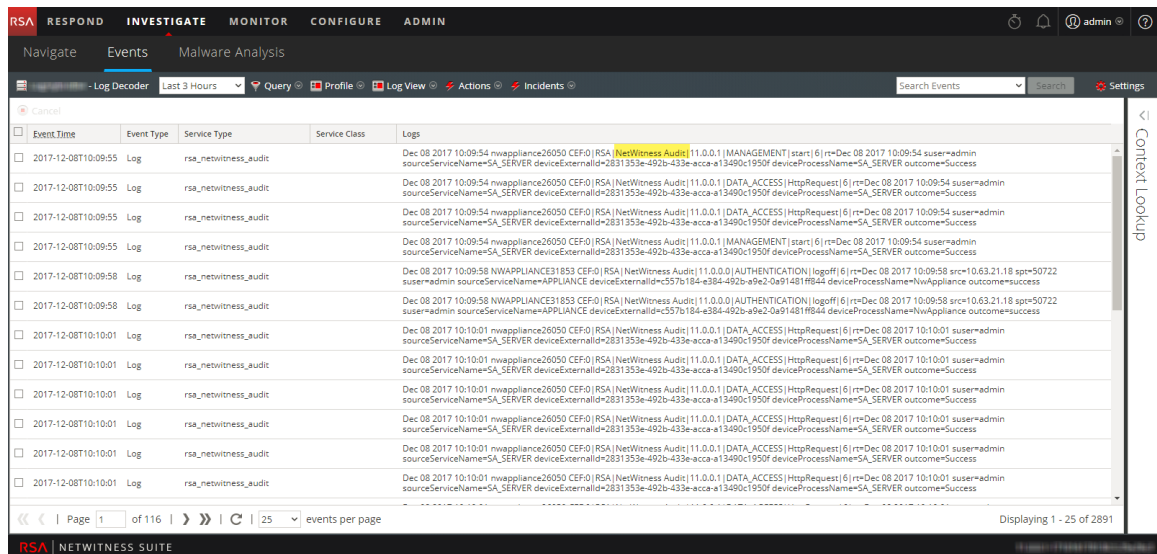 RSA RESPOND INVESTIGATE MONITOR CONFIGURE ADMIN admin
Navigate Events Malware Analysis
- Log Decoder Last 3 Hours Query Profile Log View Actions Incidents Search Events Search Settings
Cancel
Event Time Event Type Service Type Service Class Logs
Context Lookup
2017-12-08T10:09:55 Log rsa_netwitness_audit Dec 08 2017 10:09:54 nwappliance26050 CEF:0|RSA|NetWitness Audit|11.0.0.1|MANAGEMENT|start|6|rt=Dec 08 2017 10:09:54 suser=admin
sourceServiceName=SA_SERVER deviceExternalId=2831353e-492b-433e-acca-a13490c1950f deviceProcessName=SA_SERVER outcome=Success
2017-12-08T10:09:55 Log rsa_netwitness_audit Dec 08 2017 10:09:54 nwappliance26050 CEF:0|RSA|NetWitness Audit|11.0.0.1|DATA_ACCESS|HttpRequest|6|rt=Dec 08 2017 10:09:54 suser=admin
sourceServiceName=SA_SERVER deviceExternalId=2831353e-492b-433e-acca-a13490c1950f deviceProcessName=SA_SERVER outcome=Success
2017-12-08T10:09:55 Log rsa_netwitness_audit Dec 08 2017 10:09:54 nwappliance26050 CEF:0|RSA|NetWitness Audit|11.0.0.1|DATA_ACCESS|HttpRequest|6|rt=Dec 08 2017 10:09:54 suser=admin
sourceServiceName=SA_SERVER deviceExternalId=2831353e-492b-433e-acca-a13490c1950f deviceProcessName=SA_SERVER outcome=Success
2017-12-08T10:09:55 Log rsa_netwitness_audit Dec 08 2017 10:09:54 nwappliance26050 CEF:0|RSA|NetWitness Audit|11.0.0.1|MANAGEMENT|start|6|rt=Dec 08 2017 10:09:54 suser=admin
sourceServiceName=SA_SERVER deviceExternalId=2831353e-492b-433e-acca-a13490c1950f deviceProcessName=SA_SERVER outcome=Success
2017-12-08T10:09:58 Log rsa_netwitness_audit Dec 08 2017 10:09:58 NWAPPLIANCE31853 CEF:0|RSA|NetWitness Audit|11.0.0.0|AUTHENTICATION|logoff|6|rt=Dec 08 2017 10:09:58 src=10.63.21.18 spt=50722
suser=admin sourceServiceName=APPLIANCE deviceExternalId=c557b184-e384-492b-a9e2-0a91481ff844 deviceProcessName=NwAppliance outcome=success
2017-12-08T10:09:58 Log rsa_netwitness_audit Dec 08 2017 10:09:58 NWAPPLIANCE31853 CEF:0|RSA|NetWitness Audit|11.0.0.0|AUTHENTICATION|logoff|6|rt=Dec 08 2017 10:09:58 src=10.63.21.18 spt=50722
suser=admin sourceServiceName=APPLIANCE deviceExternalId=c557b184-e384-492b-a9e2-0a91481ff844 deviceProcessName=NwAppliance outcome=success
2017-12-08T10:10:01 Log rsa_netwitness_audit Dec 08 2017 10:10:01 nwappliance26050 CEF:0|RSA|NetWitness Audit|11.0.0.1|DATA_ACCESS|HttpRequest|6|rt=Dec 08 2017 10:10:01 suser=admin
sourceServiceName=SA_SERVER deviceExternalId=2831353e-492b-433e-acca-a13490c1950f deviceProcessName=SA_SERVER outcome=Success
2017-12-08T10:10:01 Log rsa_netwitness_audit Dec 08 2017 10:10:01 nwappliance26050 CEF:0|RSA|NetWitness Audit|11.0.0.1|DATA_ACCESS|HttpRequest|6|rt=Dec 08 2017 10:10:01 suser=admin
sourceServiceName=SA_SERVER deviceExternalId=2831353e-492b-433e-acca-a13490c1950f deviceProcessName=SA_SERVER outcome=Success
2017-12-08T10:10:01 Log rsa_netwitness_audit Dec 08 2017 10:10:01 nwappliance26050 CEF:0|RSA|NetWitness Audit|11.0.0.1|DATA_ACCESS|HttpRequest|6|rt=Dec 08 2017 10:10:01 suser=admin
sourceServiceName=SA_SERVER deviceExternalId=2831353e-492b-433e-acca-a13490c1950f deviceProcessName=SA_SERVER outcome=Success
2017-12-08T10:10:01 Log rsa_netwitness_audit Dec 08 2017 10:10:01 nwappliance26050 CEF:0|RSA|NetWitness Audit|11.0.0.1|DATA_ACCESS|HttpRequest|6|rt=Dec 08 2017 10:10:01 suser=admin
sourceServiceName=SA_SERVER deviceExternalId=2831353e-492b-433e-acca-a13490c1950f deviceProcessName=SA_SERVER outcome=Success
2017-12-08T10:10:01 Log rsa_netwitness_audit Dec 08 2017 10:10:01 nwappliance26050 CEF:0|RSA|NetWitness Audit|11.0.0.1|DATA_ACCESS|HttpRequest|6|rt=Dec 08 2017 10:10:01 suser=admin
sourceServiceName=SA_SERVER deviceExternalId=2831353e-492b-433e-acca-a13490c1950f deviceProcessName=SA_SERVER outcome=Success
2017-12-08T10:10:01 Log rsa_netwitness_audit Dec 08 2017 10:10:01 nwappliance26050 CEF:0|RSA|NetWitness Audit|11.0.0.1|DATA_ACCESS|HttpRequest|6|rt=Dec 08 2017 10:10:01 suser=admin
sourceServiceName=SA_SERVER deviceExternalId=2831353e-492b-433e-acca-a13490c1950f deviceProcessName=SA_SERVER outcome=Success
Page 1 of 116 | 25 events per page Displaying 1 - 25 of 2891
RSA | NETWITNESS SUITE